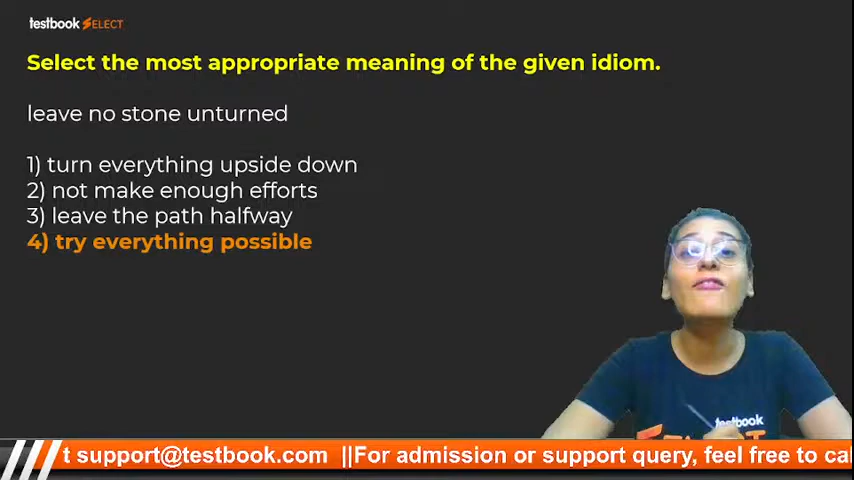 testbook SELECT
Select the most appropriate meaning of the given idiom.
leave no stone unturned
1) turn everything upside down
2) not make enough efforts
3) leave the path halfway
4) try everything possible
testbook
t support@testbook.com ||For admission or support query, feel free to cal